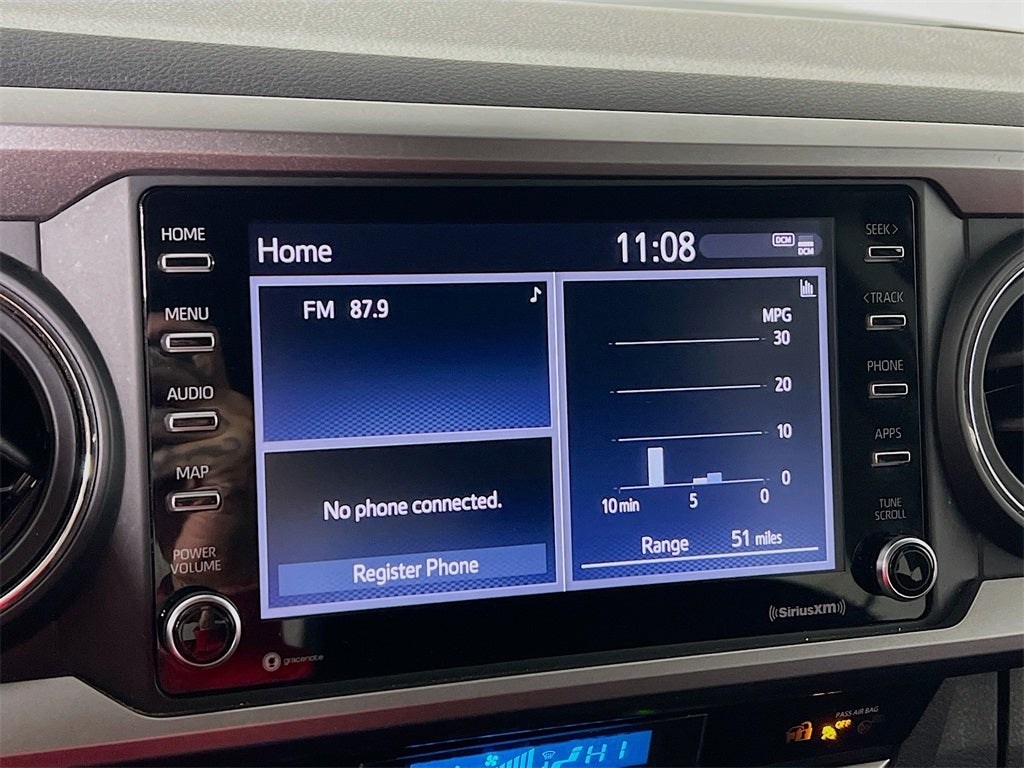 HOME
MENU
AUDIO
MAP
POWER
VOLUME
Home
11:08
DCM
DCM
FM 87.9
No phone connected.
Register Phone
MPG
30
20
10
0
10 min 5 0
Range 51 miles
SEEK >
< TRACK
PHONE
APPS
TUNE
SCROLL
gracenote
((SiriusXM))
PASS AIR BAG
OFF
HI